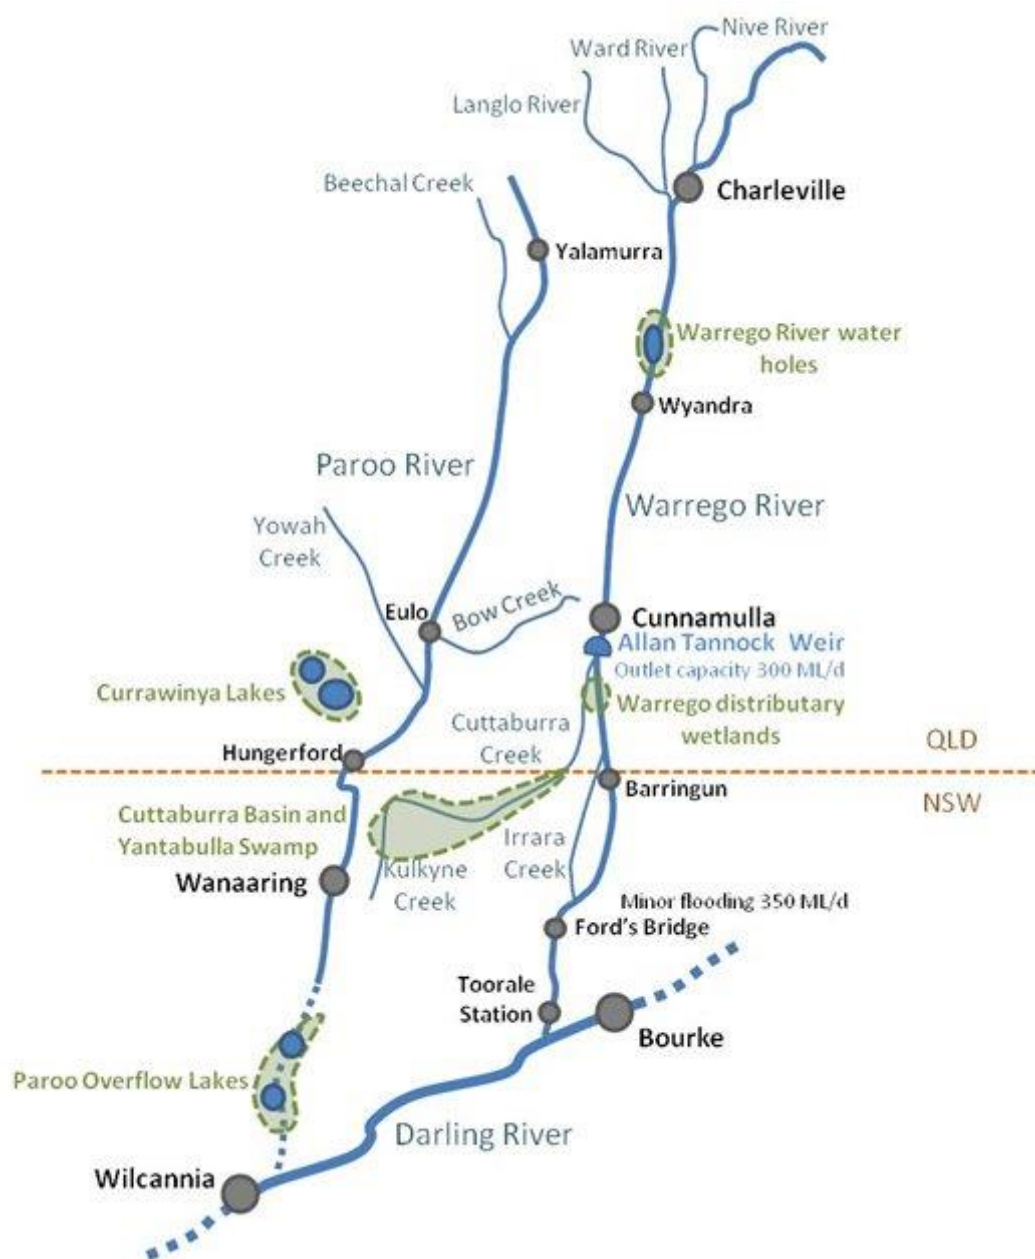 Nive River
Ward River
Langlo River
Beechal Creek
Charleville
Yalamurra
Warrego River water
holes
Wyandra
Paroo River
Warrego River
Yowah
Creek
Eulo
Bow Creek
Cunnamulla
Allan Tannock Weir
Outlet capacity 300 ML/d
Currawinya Lakes
Warrego distributary
wetlands
Cuttaburra
Creek
Hungerford
QLD
Barringun
NSW
Cuttaburra Basin and
Yantabulla Swamp
Irrara
Creek
Kulkyne
Creek
Wanaaring
Minor flooding 350 ML/d
Ford's Bridge
Toorale
Station
Bourke
Paroo Overflow Lakes
Darling River
Wilcannia